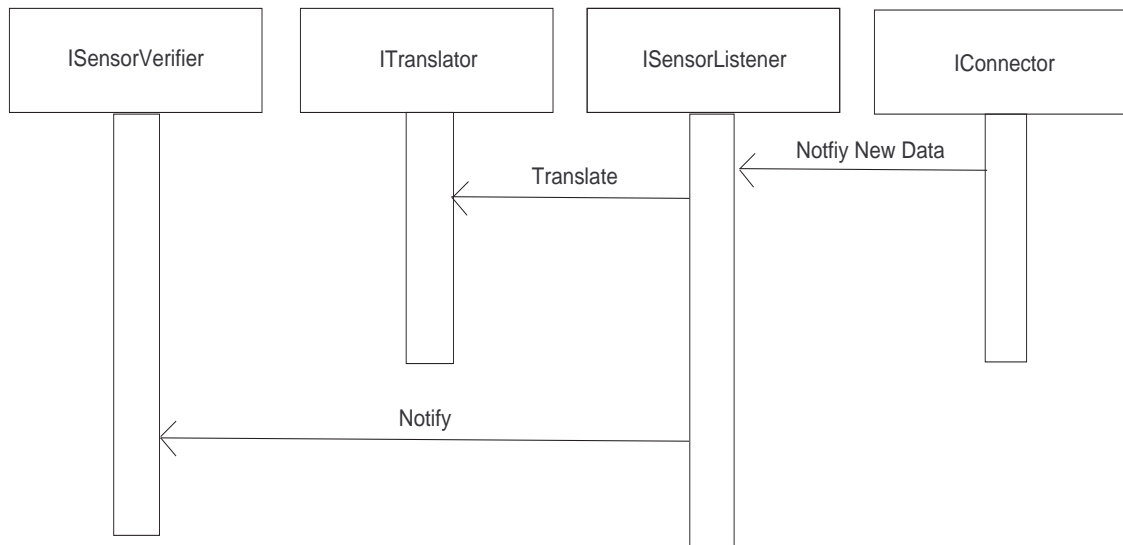 ISensorVerifier
ITranslator
ISensorListener
IConnector
Notfiy New Data
Translate
Notify